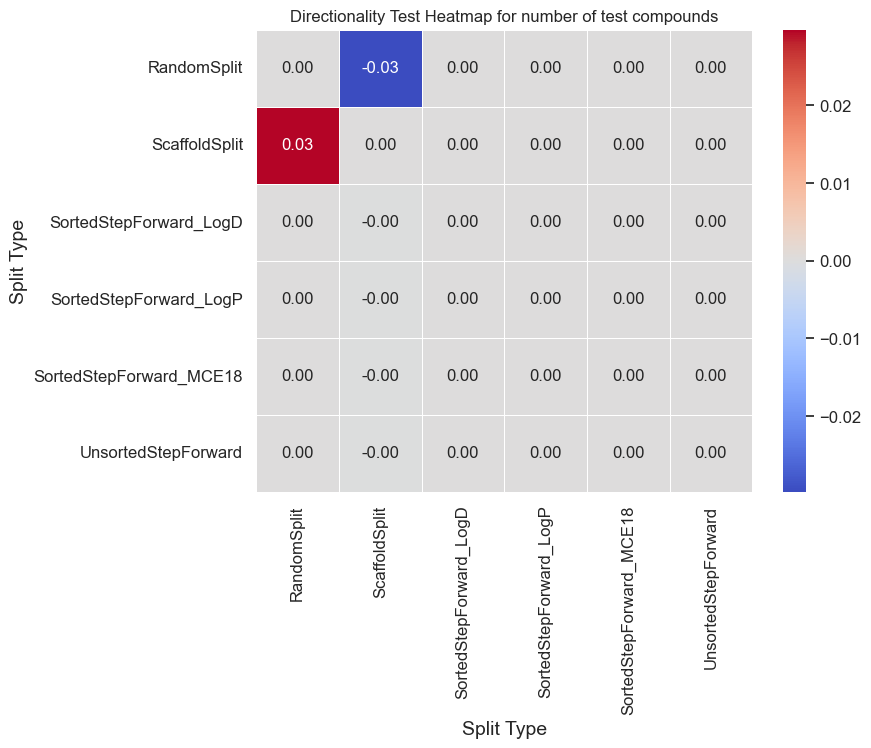 Directionality Test Heatmap for number of test compounds
Split Type
RandomSplit 0.00 -0.03 0.00 0.00 0.00 0.00
ScaffoldSplit 0.03 0.00 0.00 0.00 0.00 0.00
SortedStepForward_LogD 0.00 -0.00 0.00 0.00 0.00 0.00
SortedStepForward_LogP 0.00 -0.00 0.00 0.00 0.00 0.00
SortedStepForward_MCE18 0.00 -0.00 0.00 0.00 0.00 0.00
UnsortedStepForward 0.00 -0.00 0.00 0.00 0.00 0.00
RandomSplit
ScaffoldSplit
SortedStepForward_LogD
SortedStepForward_LogP
SortedStepForward_MCE18
UnsortedStepForward
Split Type
0.02
0.01
0.00
−0.01
−0.02